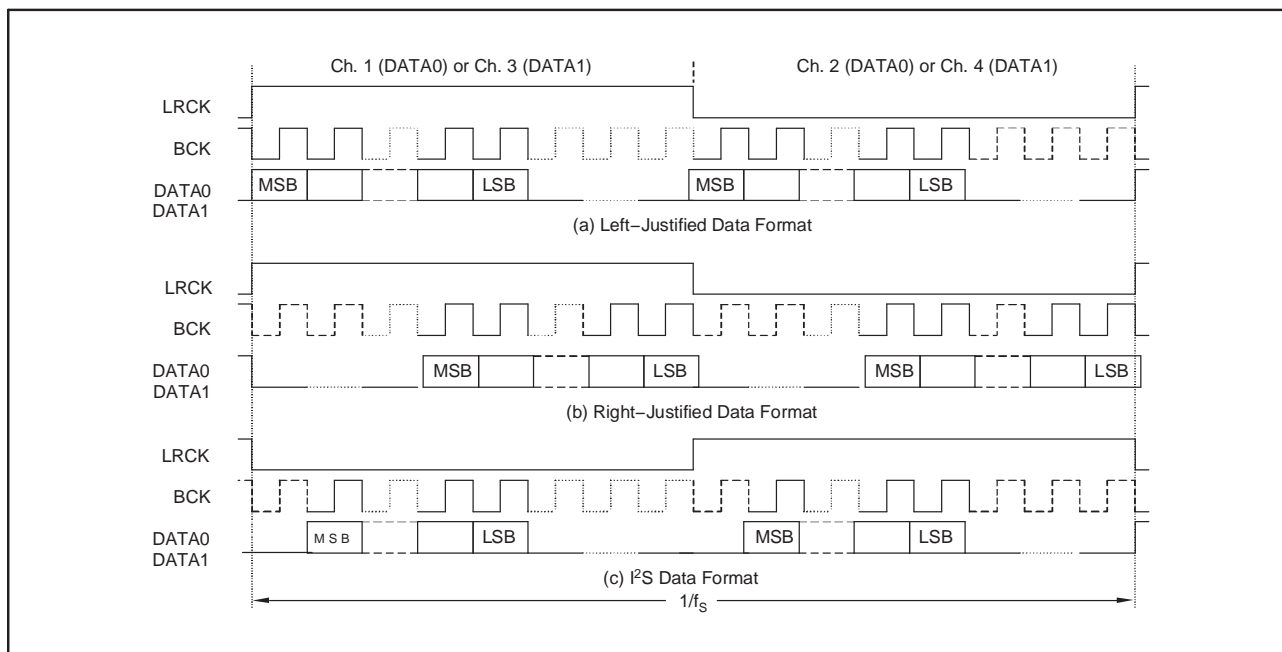 Ch. 1 (DATA0) or Ch. 3 (DATA1) Ch. 2 (DATA0) or Ch. 4 (DATA1)
LRCK
BCK
DATA0 MSB LSB MSB LSB
DATA1
(a) Left−Justified Data Format
LRCK
BCK
DATA0 MSB LSB MSB LSB
DATA1
(b) Right−Justified Data Format
LRCK
BCK
DATA0 M S B LSB MSB LSB
DATA1
(c) I²S Data Format
1/fS